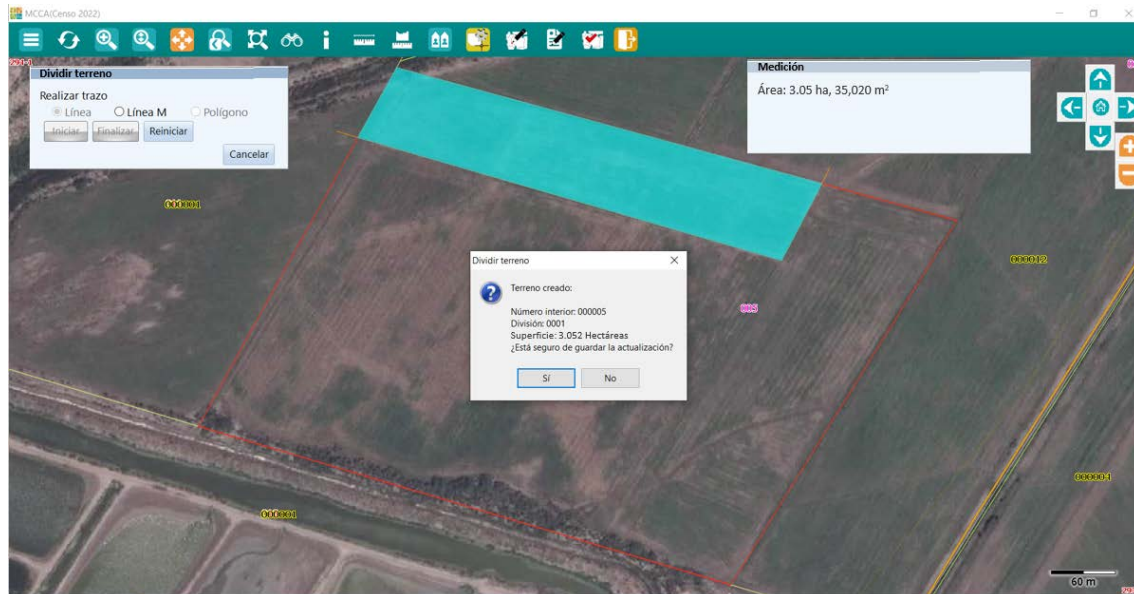 MCCA(Censo 2022)
Dividir terreno
Realizar trazo
Línea Línea M Polígono
Iniciar Finalizar Reiniciar
Cancelar
Medición
Área: 3.05 ha, 35,020 m²
000001
000012
005
Dividir terreno
Terreno creado:
Número interior: 000005
División: 0001
Superficie: 3.052 Hectáreas
¿Está seguro de guardar la actualización?
Sí No
000004
000001
60 m